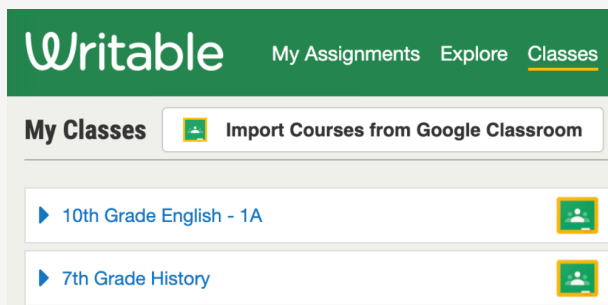 Writable My Assignments Explore Classes
My Classes Import Courses from Google Classroom
10th Grade English - 1A
7th Grade History